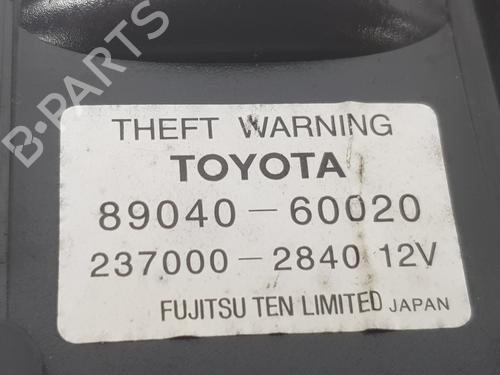 B-PARTS
THEFT WARNING
TOYOTA
89040-60020
237000-2840 12V
FUJITSU TEN LIMITED JAPAN